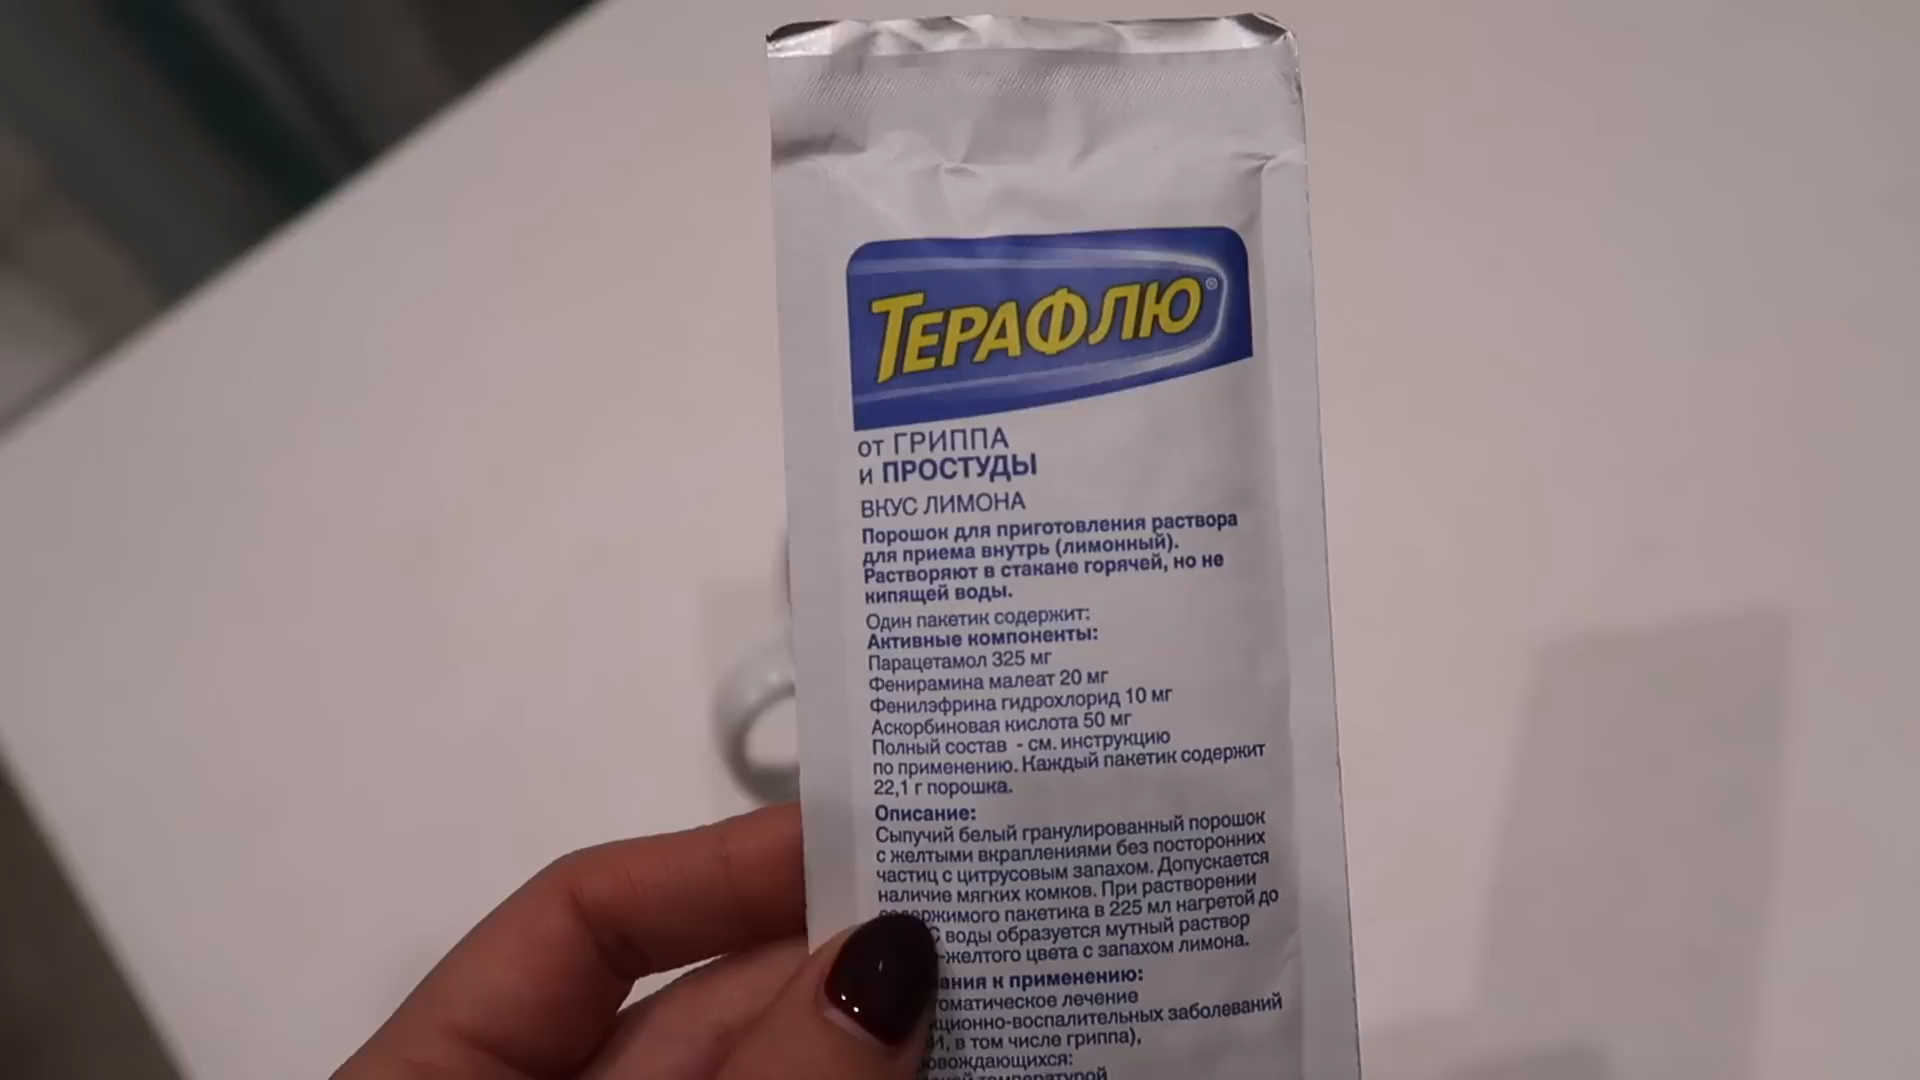 ТЕРАФЛЮ®
от ГРИППА
и ПРОСТУДЫ
ВКУС ЛИМОНА
Порошок для приготовления раствора
для приема внутрь (лимонный).
Растворяют в стакане горячей, но не
кипящей воды.
Один пакетик содержит:
Активные компоненты:
Парацетамол 325 мг
Фенирамина малеат 20 мг
Фенилэфрина гидрохлорид 10 мг
Аскорбиновая кислота 50 мг
Полный состав - см. инструкцию
по применению. Каждый пакетик содержит
22,1 г порошка.
Описание:
Сыпучий белый гранулированный порошок
с желтыми вкраплениями без посторонних
частиц с цитрусовым запахом. Допускается
наличие мягких комков. При растворении
содержимого пакетика в 225 мл нагретой до
С воды образуется мутный раствор
-желтого цвета с запахом лимона.
к применению:
лечение
заболеваний
в том числе гриппа),
температурой